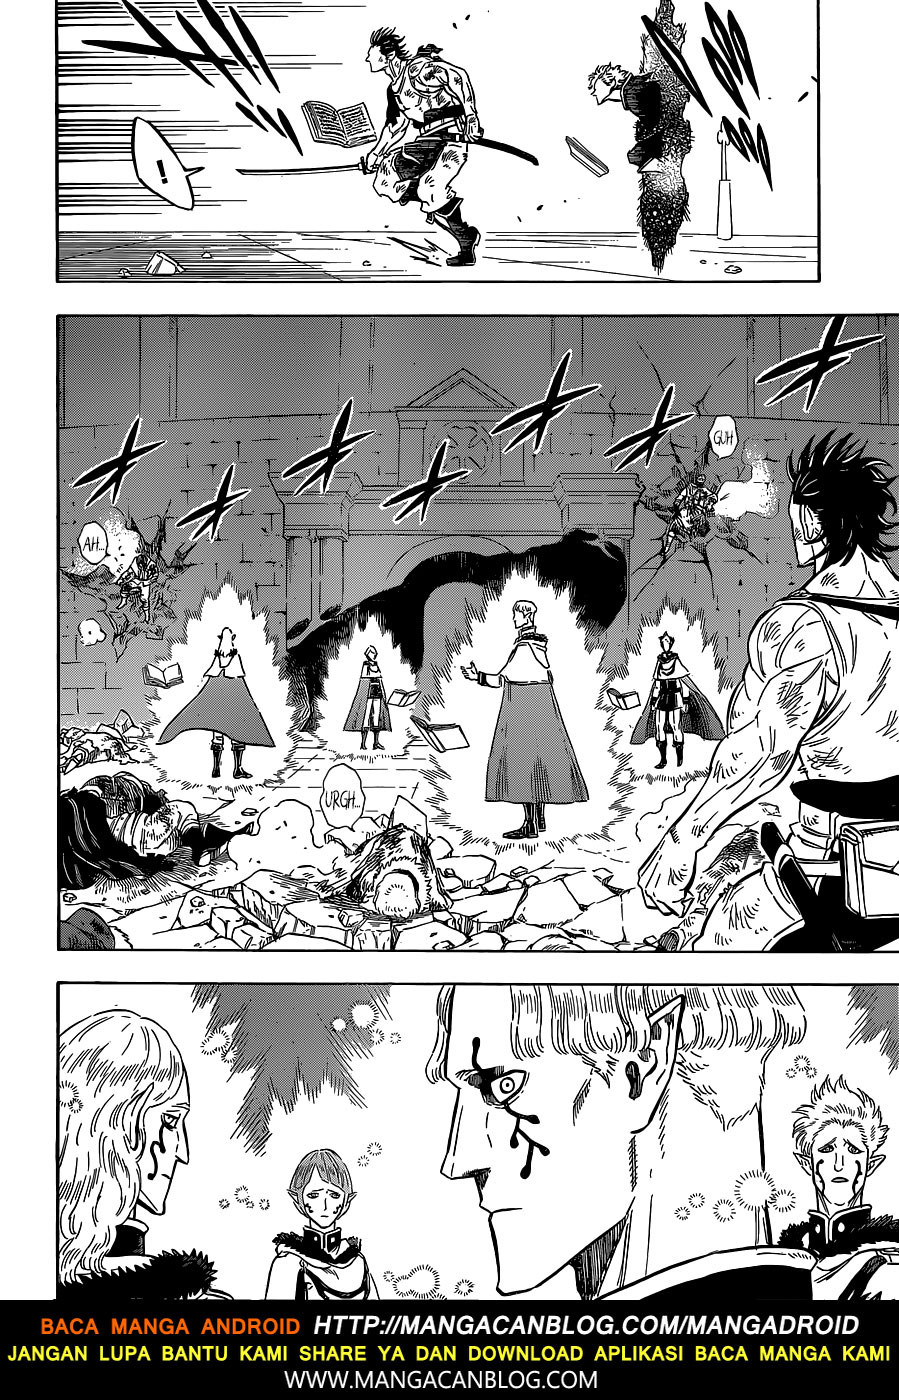 !
GUH
AH...
URGH...
BACA MANGA ANDROID HTTP://MANGACANBLOG.COM/MANGADROID
JANGAN LUPA BANTU KAMI SHARE YA DAN DOWNLOAD APLIKASI BACA MANGA KAMI
WWW.MANGACANBLOG.COM